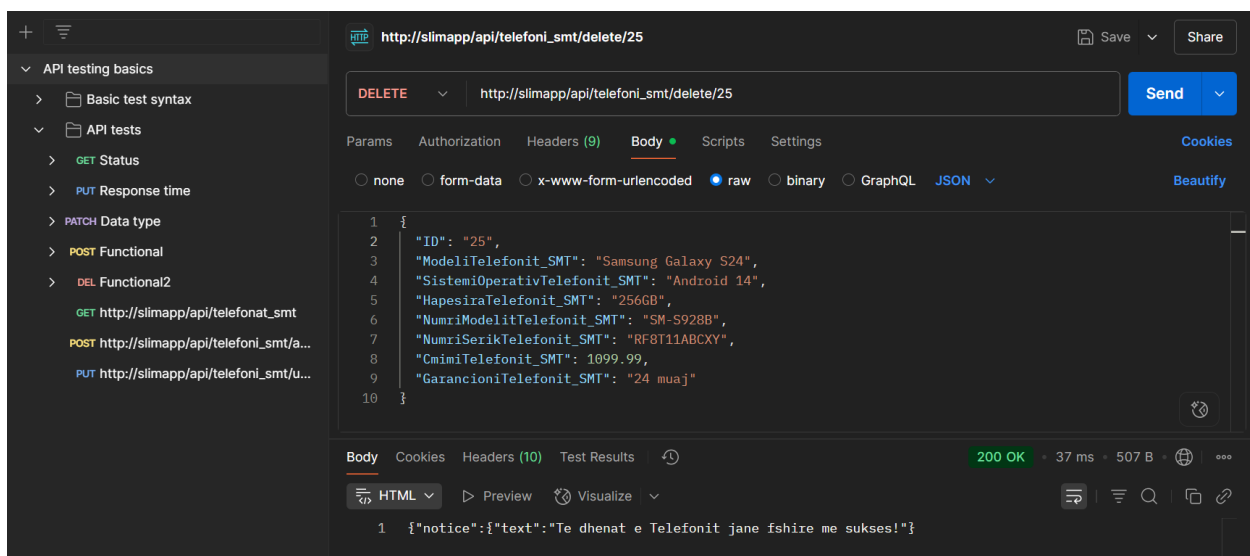 HTTP http://slimapp/api/telefoni_smt/delete/25 Save Share
API testing basics
Basic test syntax
API tests
GET Status
PUT Response time
PATCH Data type
POST Functional
DEL Functional2
GET http://slimapp/api/telefonat_smt
POST http://slimapp/api/telefoni_smt/a...
PUT http://slimapp/api/telefoni_smt/u...
DELETE http://slimapp/api/telefoni_smt/delete/25 Send
Params Authorization Headers (9) Body Scripts Settings Cookies
none form-data x-www-form-urlencoded raw binary GraphQL JSON Beautify
1 {
2 "ID": "25",
3 "ModeliTelefonit_SMT": "Samsung Galaxy S24",
4 "SistemiOperativTelefonit_SMT": "Android 14",
5 "HapesiraTelefonit_SMT": "256GB",
6 "NumriModelitTelefonit_SMT": "SM-S928B",
7 "NumriSerikTelefonit_SMT": "RF8T11ABCXY",
8 "CmimiTelefonit_SMT": 1099.99,
9 "GarancioniTelefonit_SMT": "24 muaj"
10 }
Body Cookies Headers (10) Test Results 200 OK 37 ms 507 B
HTML Preview Visualize
1 {"notice":{"text":"Te dhenat e Telefonit jane fshire me sukses!"}